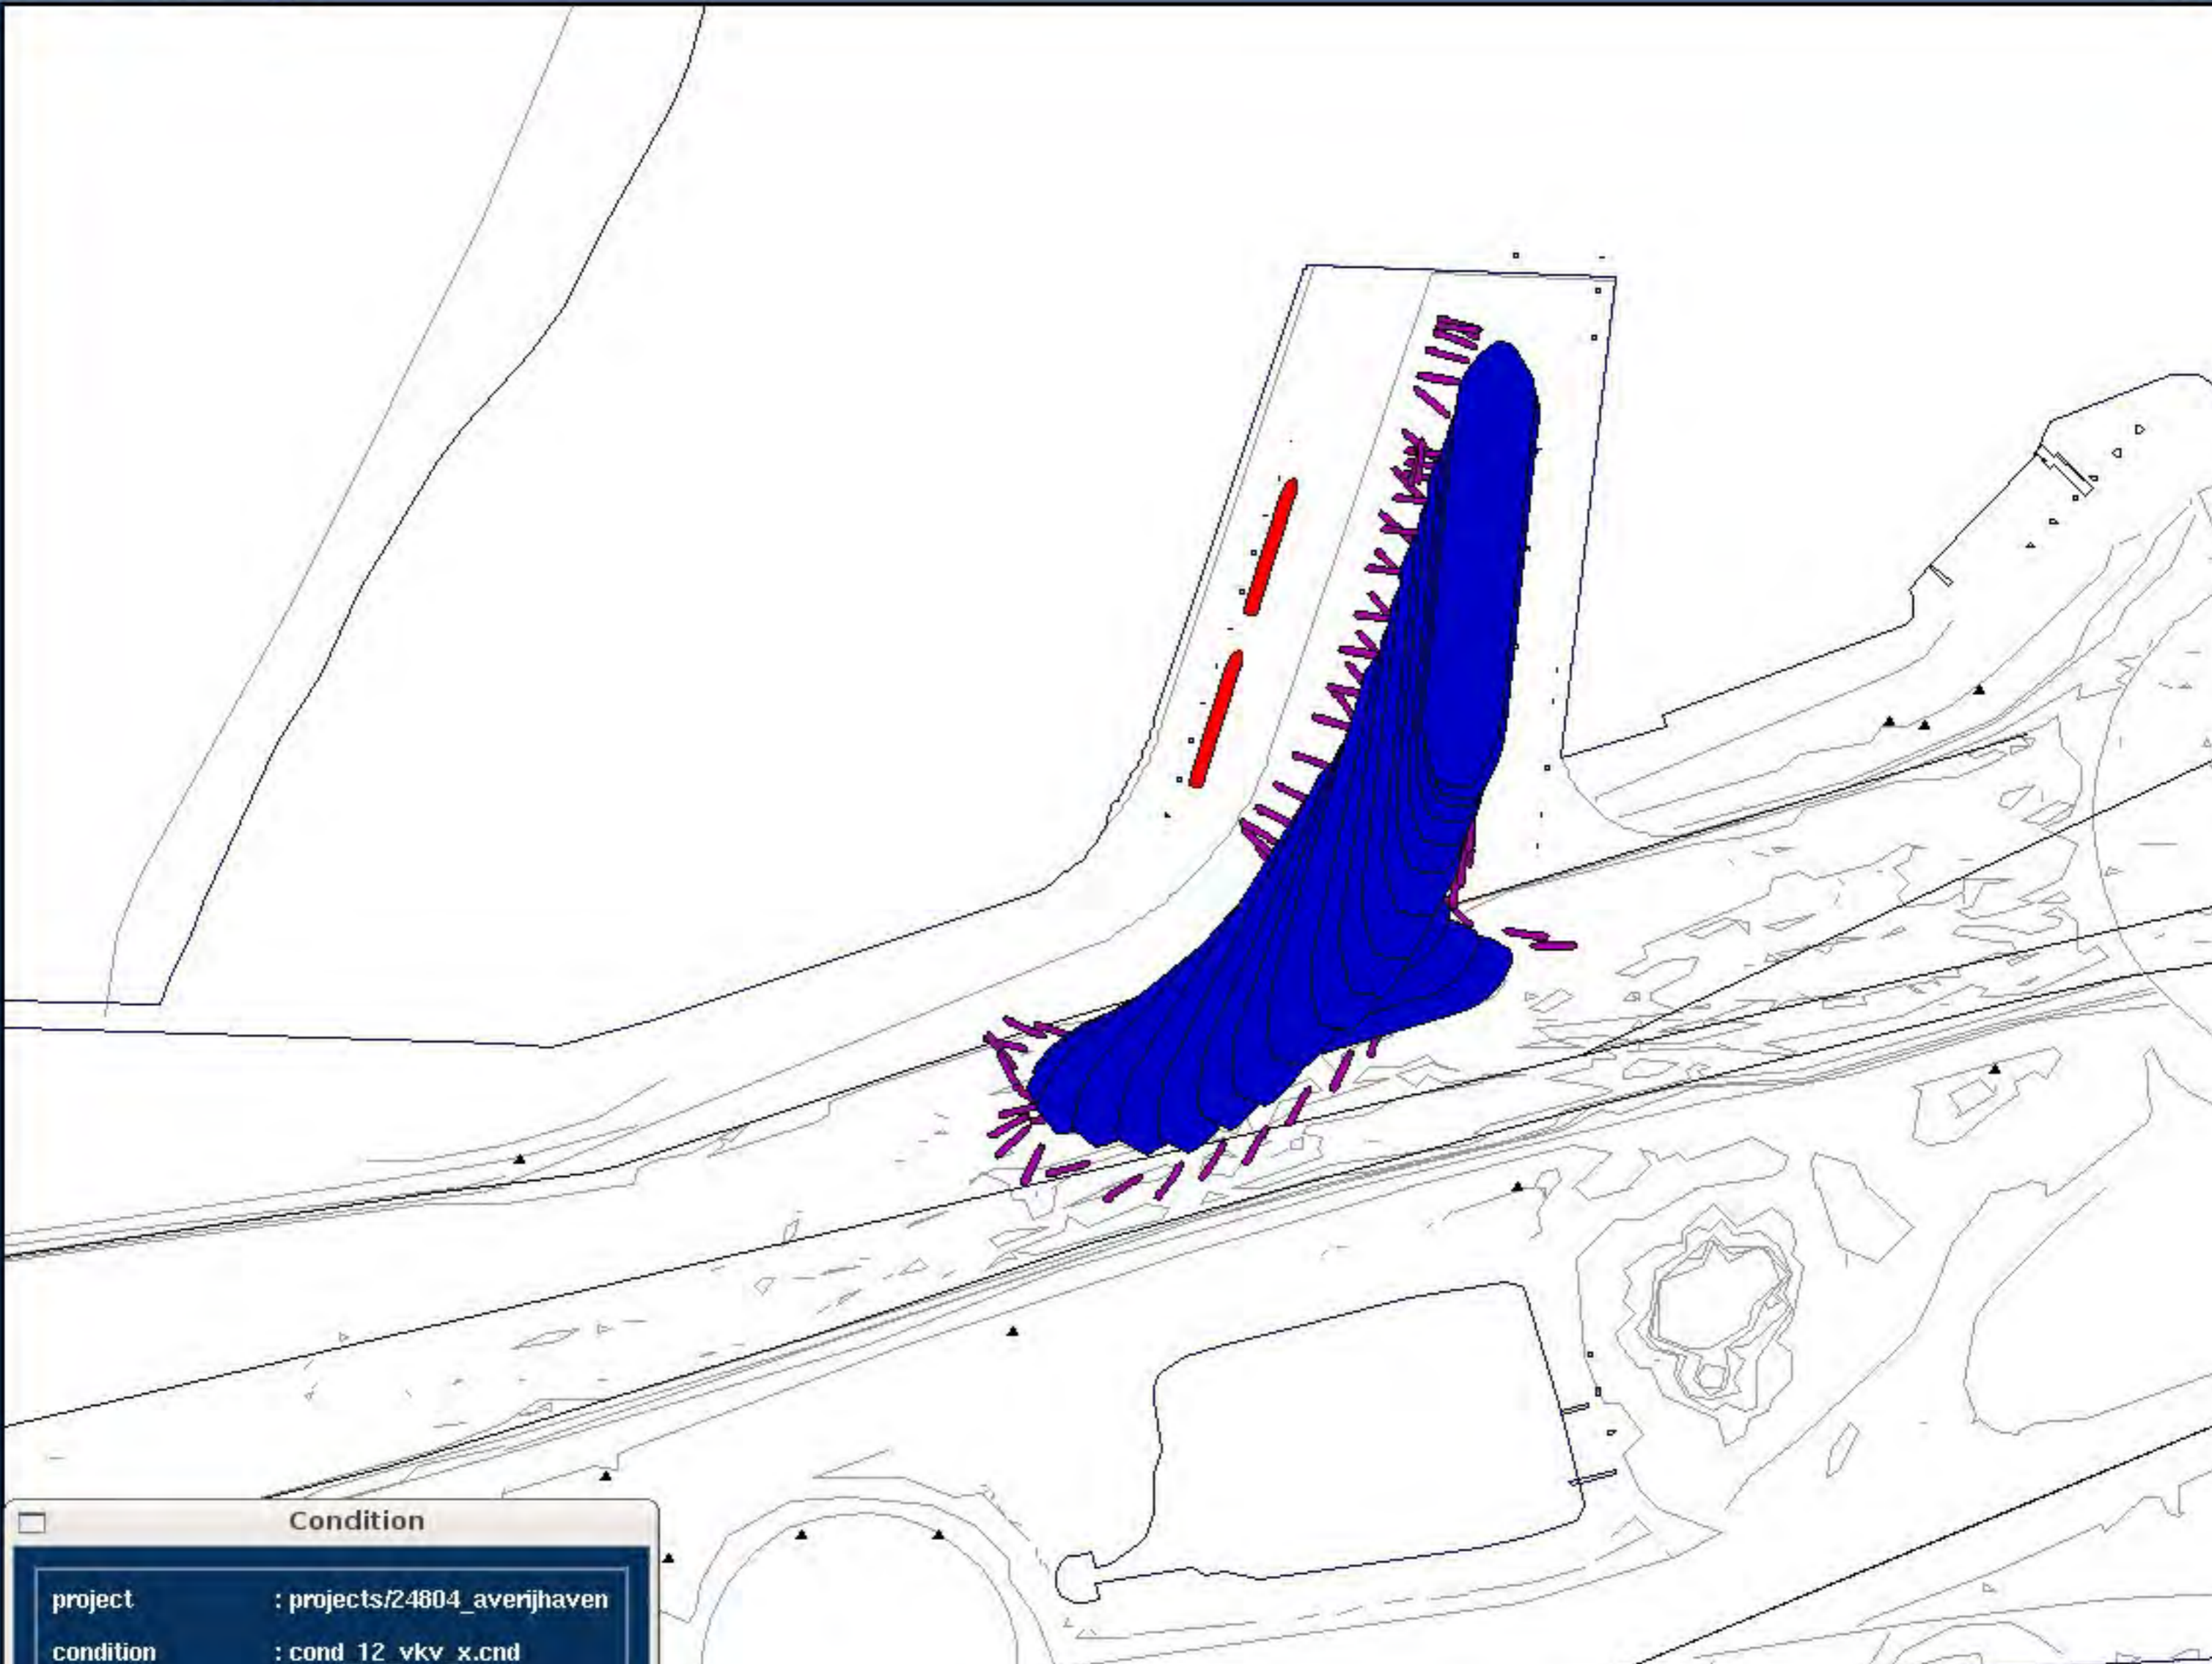 Condition
project : projects/24804_averijhaven
condition : cond_12_vkv_x.cnd